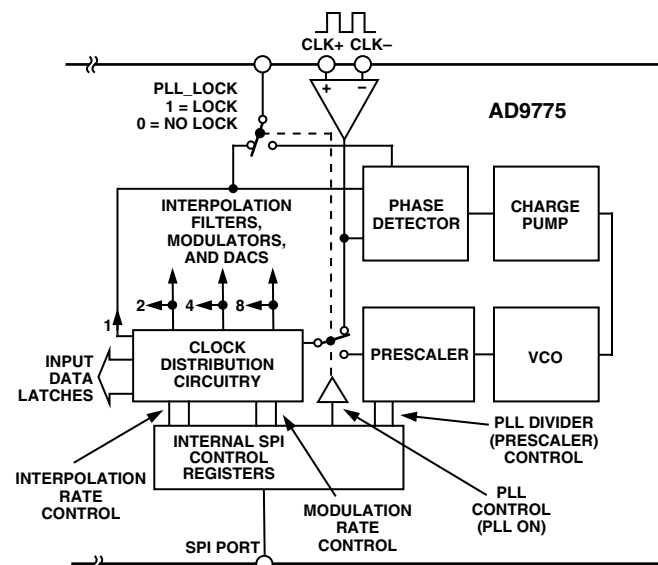 CLK+ CLK–
PLL_LOCK
1 = LOCK
0 = NO LOCK
+ –
AD9775
INTERPOLATION
FILTERS,
MODULATORS,
AND DACS
PHASE
DETECTOR
CHARGE
PUMP
2
4
8
1
CLOCK
DISTRIBUTION
CIRCUITRY
PRESCALER
VCO
INPUT
DATA
LATCHES
INTERNAL SPI
CONTROL
REGISTERS
PLL DIVIDER
(PRESCALER)
CONTROL
INTERPOLATION
RATE
CONTROL
MODULATION
RATE
CONTROL
PLL
CONTROL
(PLL ON)
SPI PORT